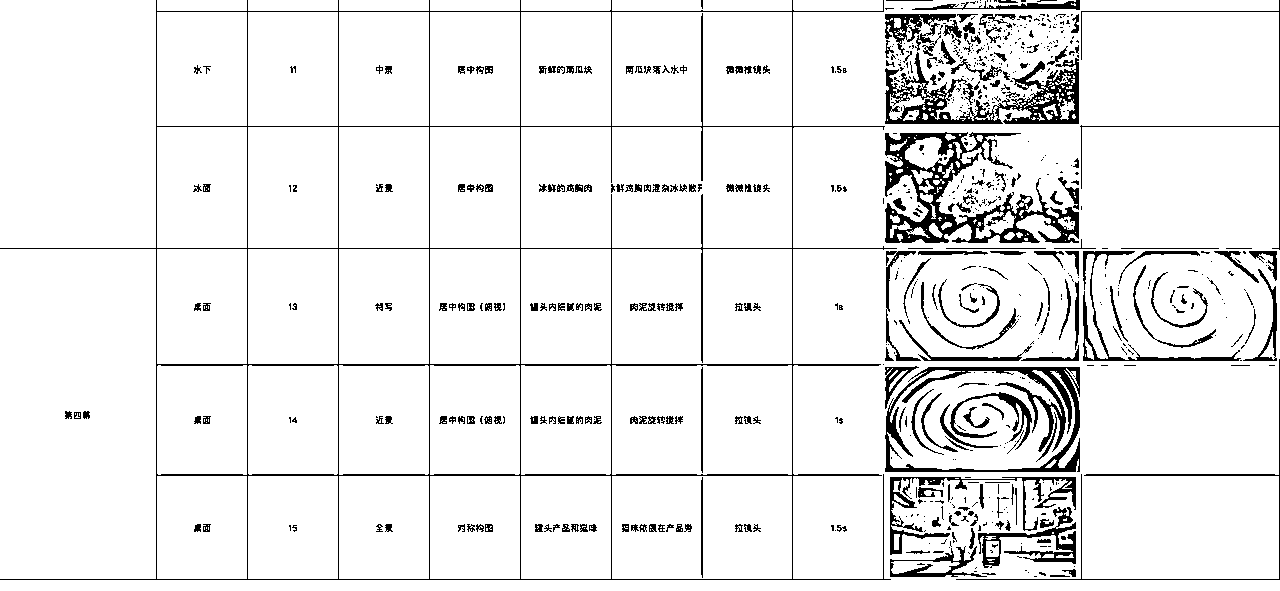 水下 11 中景 居中构图 新鲜的南瓜块 南瓜块落入水中 微微推镜头 1.5s
冰面 12 近景 居中构图 冰鲜的鸡胸肉 冰鲜鸡胸肉混杂冰块散开 微微推镜头 1.5s
桌面 13 特写 居中构图（俯视） 罐头内细腻的肉泥 肉泥旋转搅拌 拉镜头 1s
第四幕
桌面 14 近景 居中构图（俯视） 罐头内细腻的肉泥 肉泥旋转搅拌 拉镜头 1s
桌面 15 全景 对称构图 罐头产品和猫咪 猫咪依偎在产品旁 拉镜头 1.5s